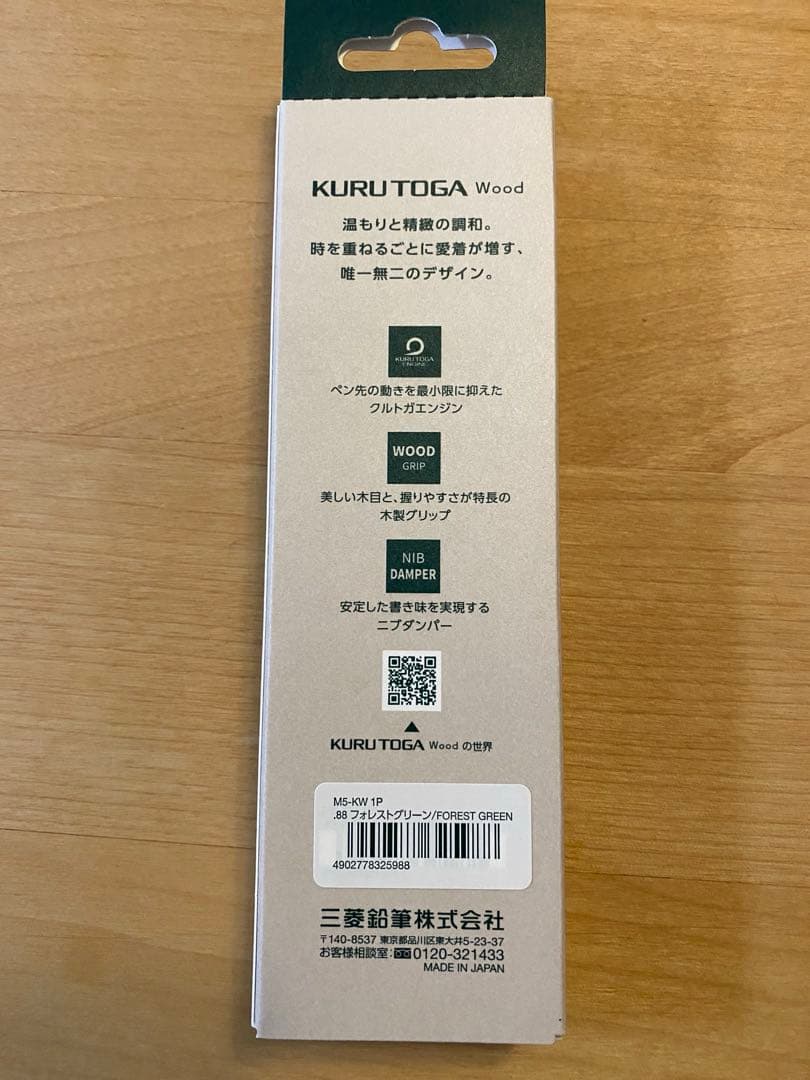 KURU TOGA Wood
温もりと精緻の調和。
時を重ねるごとに愛着が増す、
唯一無二のデザイン。
KURU TOGA
ENGINE
ペン先の動きを最小限に抑えた
クルトガエンジン
WOOD
GRIP
美しい木目と、握りやすさが特長の
木製グリップ
NIB
DAMPER
安定した書き味を実現する
ニブダンパー
▲
KURU TOGA Wood の世界
M5-KW 1P
.88 フォレストグリーン/FOREST GREEN
4902778325988
三菱鉛筆株式会社
〒140-8537 東京都品川区東大井5-23-37
お客様相談室:0120-321433
MADE IN JAPAN